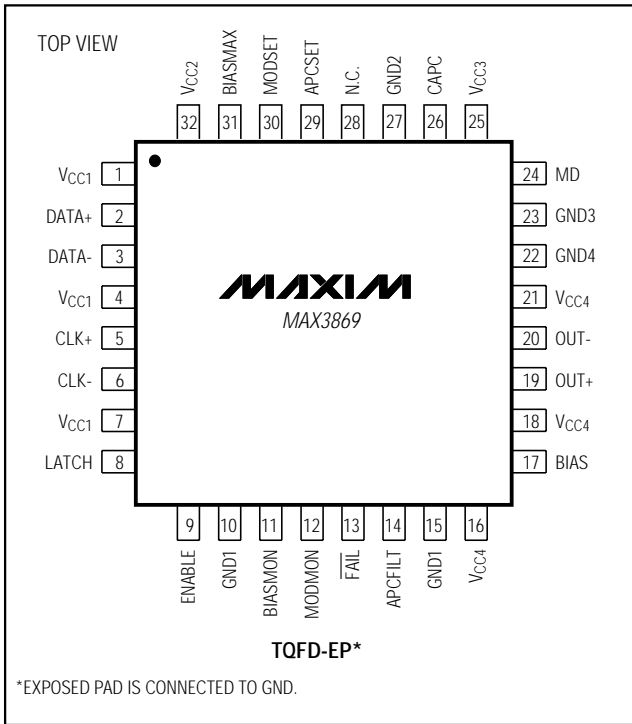 TOP VIEW
VCC2
BIASMAX
MODSET
APCSET
N.C.
GND2
CAPC
VCC3
32
31
30
29
28
27
26
25
VCC1 1
DATA+ 2
DATA- 3
VCC1 4
CLK+ 5
CLK- 6
VCC1 7
LATCH 8
MAXIM
MAX3869
24 MD
23 GND3
22 GND4
21 VCC4
20 OUT-
19 OUT+
18 VCC4
17 BIAS
9
10
11
12
13
14
15
16
ENABLE
GND1
BIASMON
MODMON
FAIL
APCFILT
GND1
VCC4
TQFD-EP*
*EXPOSED PAD IS CONNECTED TO GND.